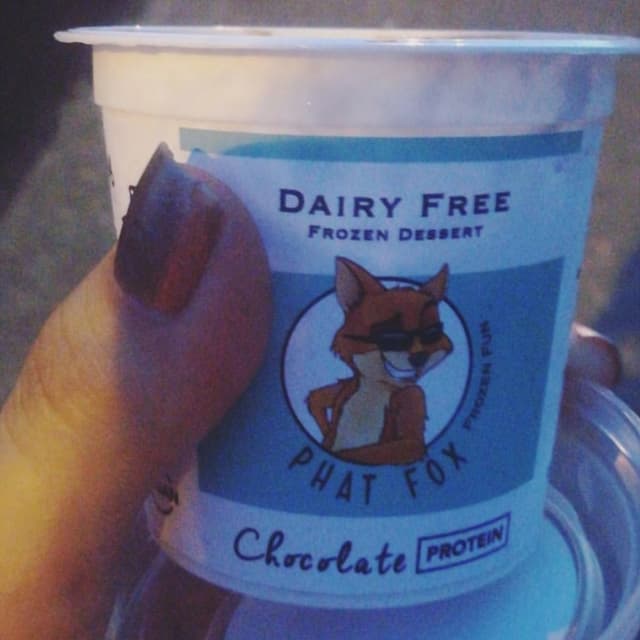 Dairy Free
Frozen Dessert
Frozen Fun
Phat Fox
Chocolate PROTEIN